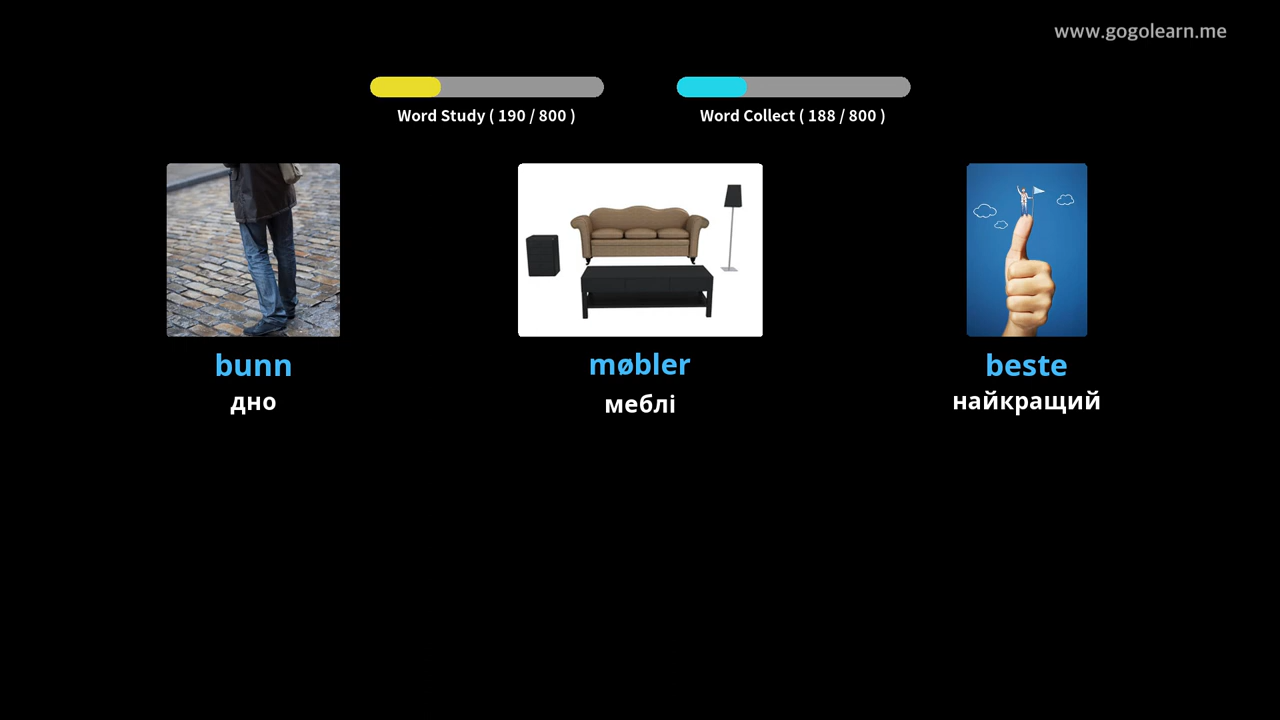 www.gogolearn.me
Word Study ( 190 / 800 )
Word Collect ( 188 / 800 )
bunn
møbler
beste
дно
меблі
найкращий